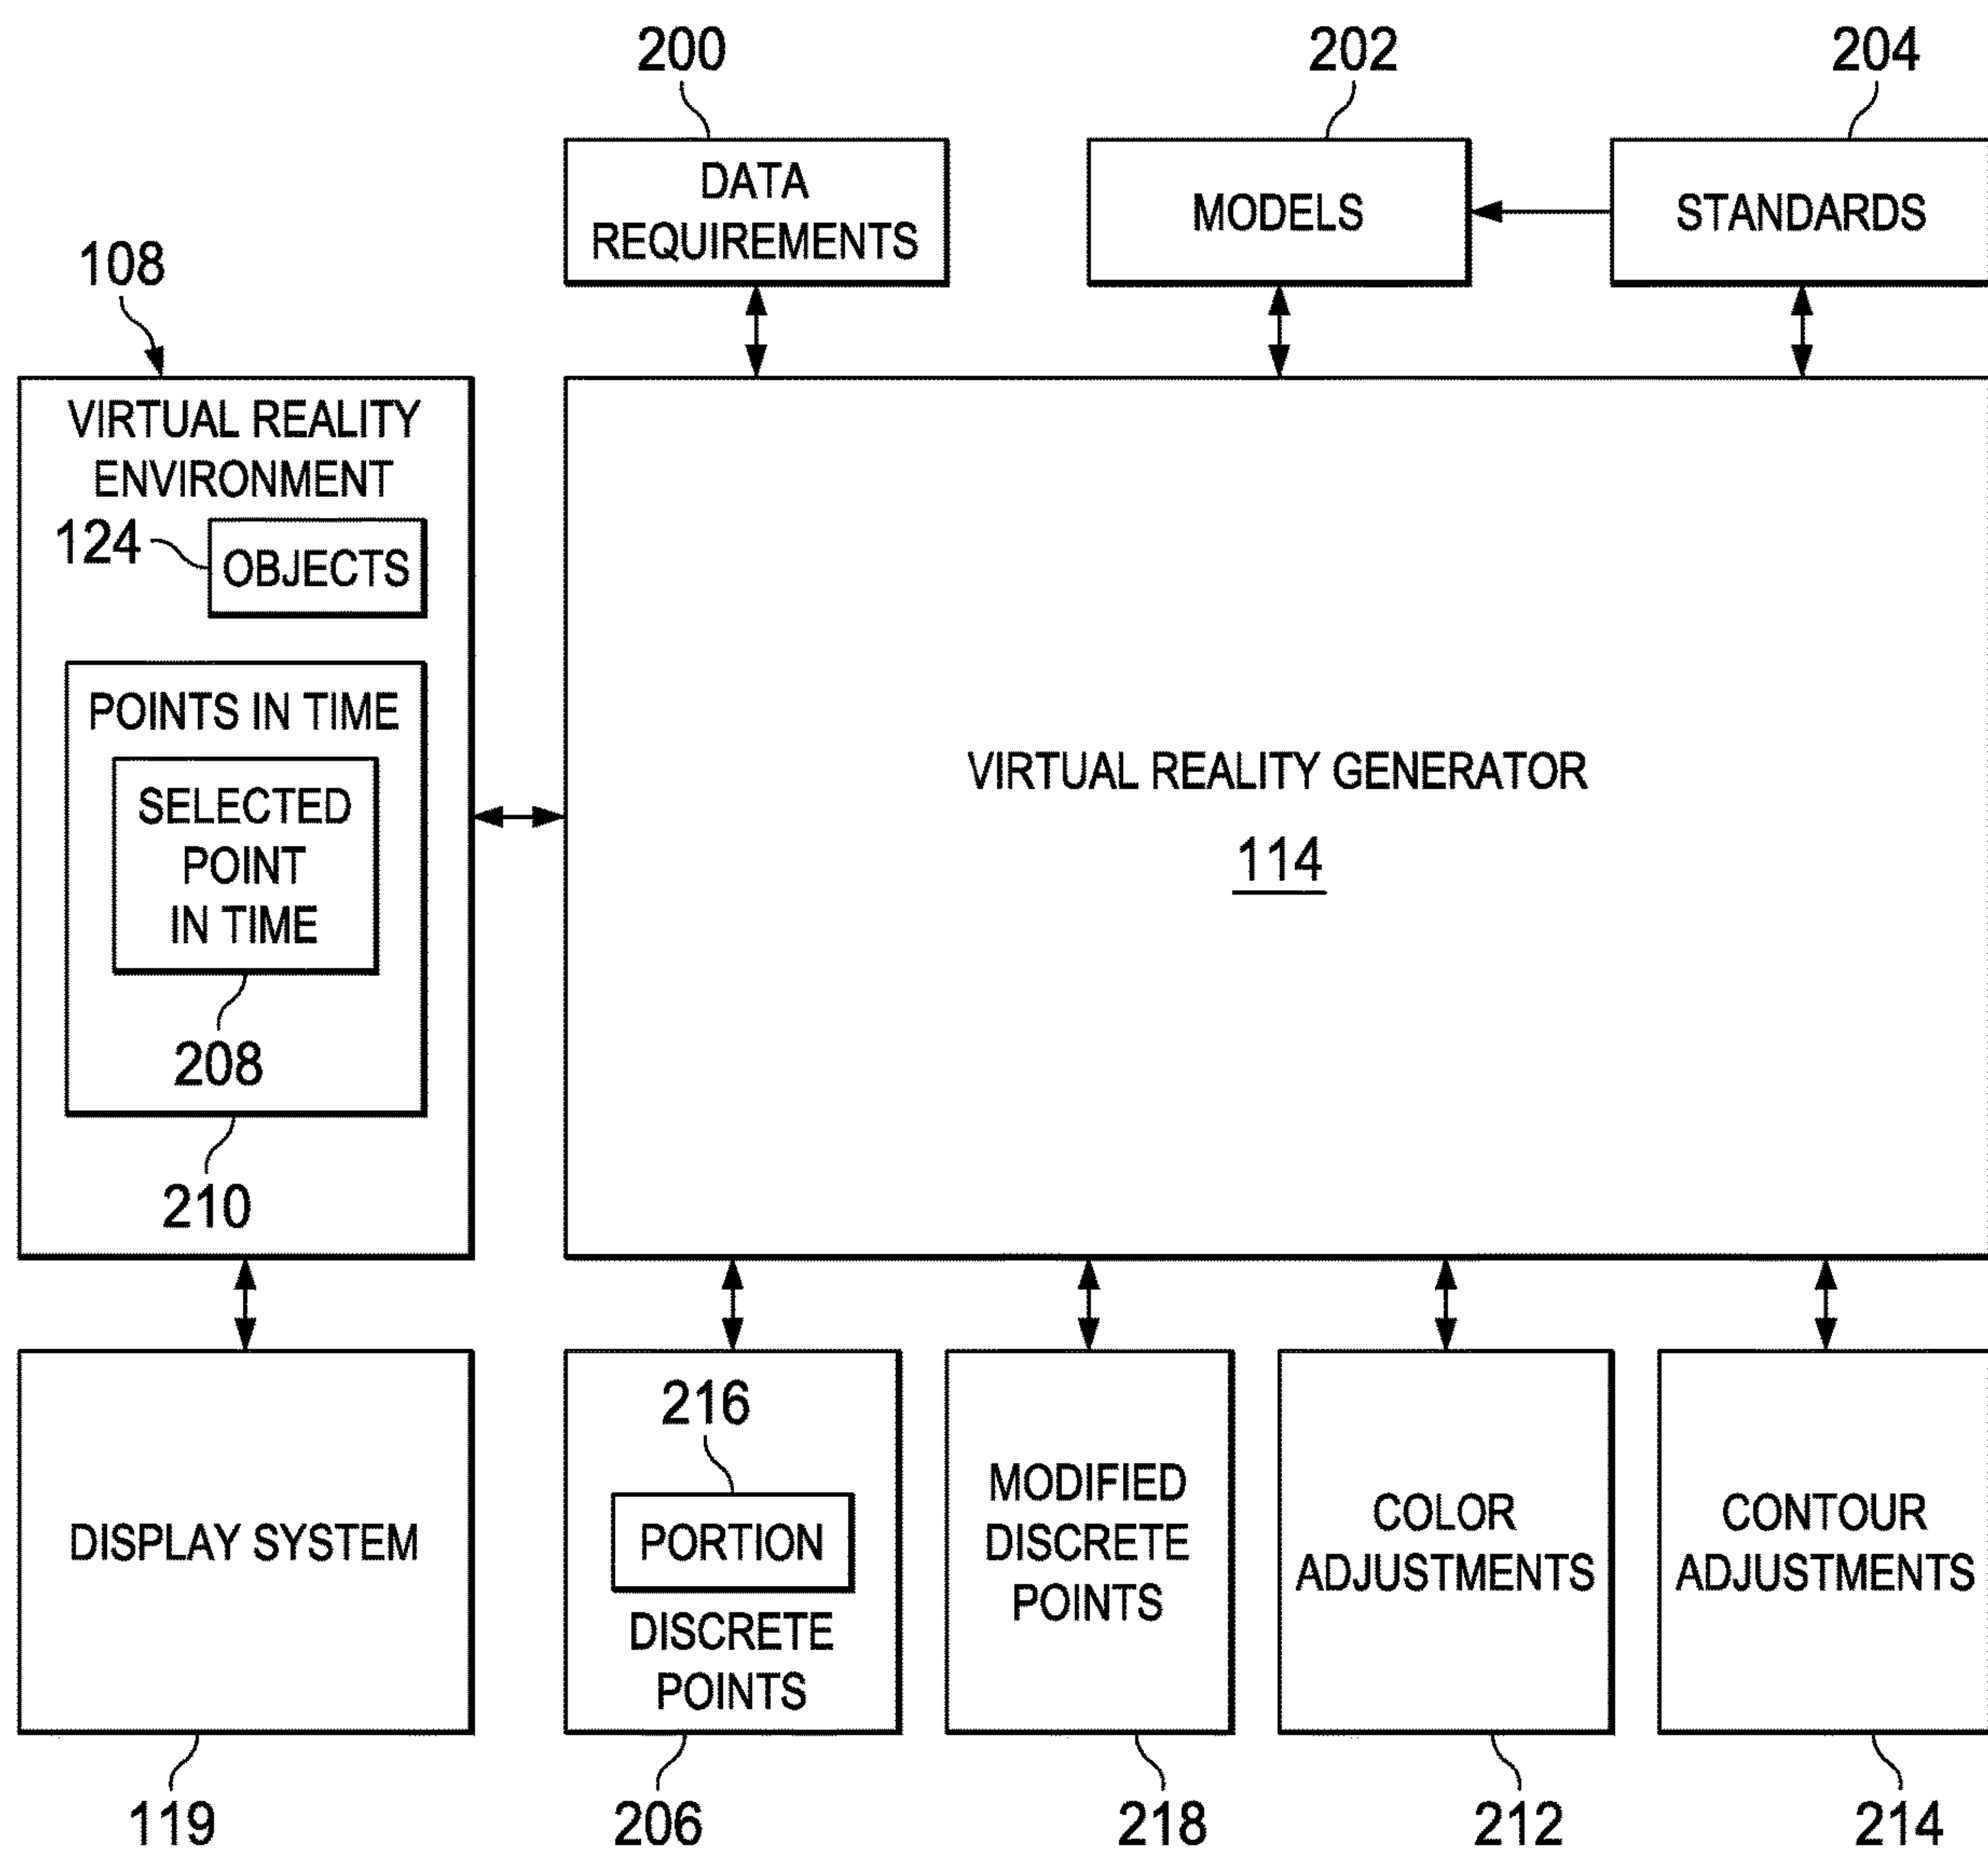 200
202
204
DATA
REQUIREMENTS
MODELS
STANDARDS
108
VIRTUAL REALITY
ENVIRONMENT
124
OBJECTS
POINTS IN TIME
SELECTED
POINT
IN TIME
208
210
VIRTUAL REALITY GENERATOR
114
DISPLAY SYSTEM
119
216
PORTION
DISCRETE
POINTS
206
MODIFIED
DISCRETE
POINTS
218
COLOR
ADJUSTMENTS
212
CONTOUR
ADJUSTMENTS
214